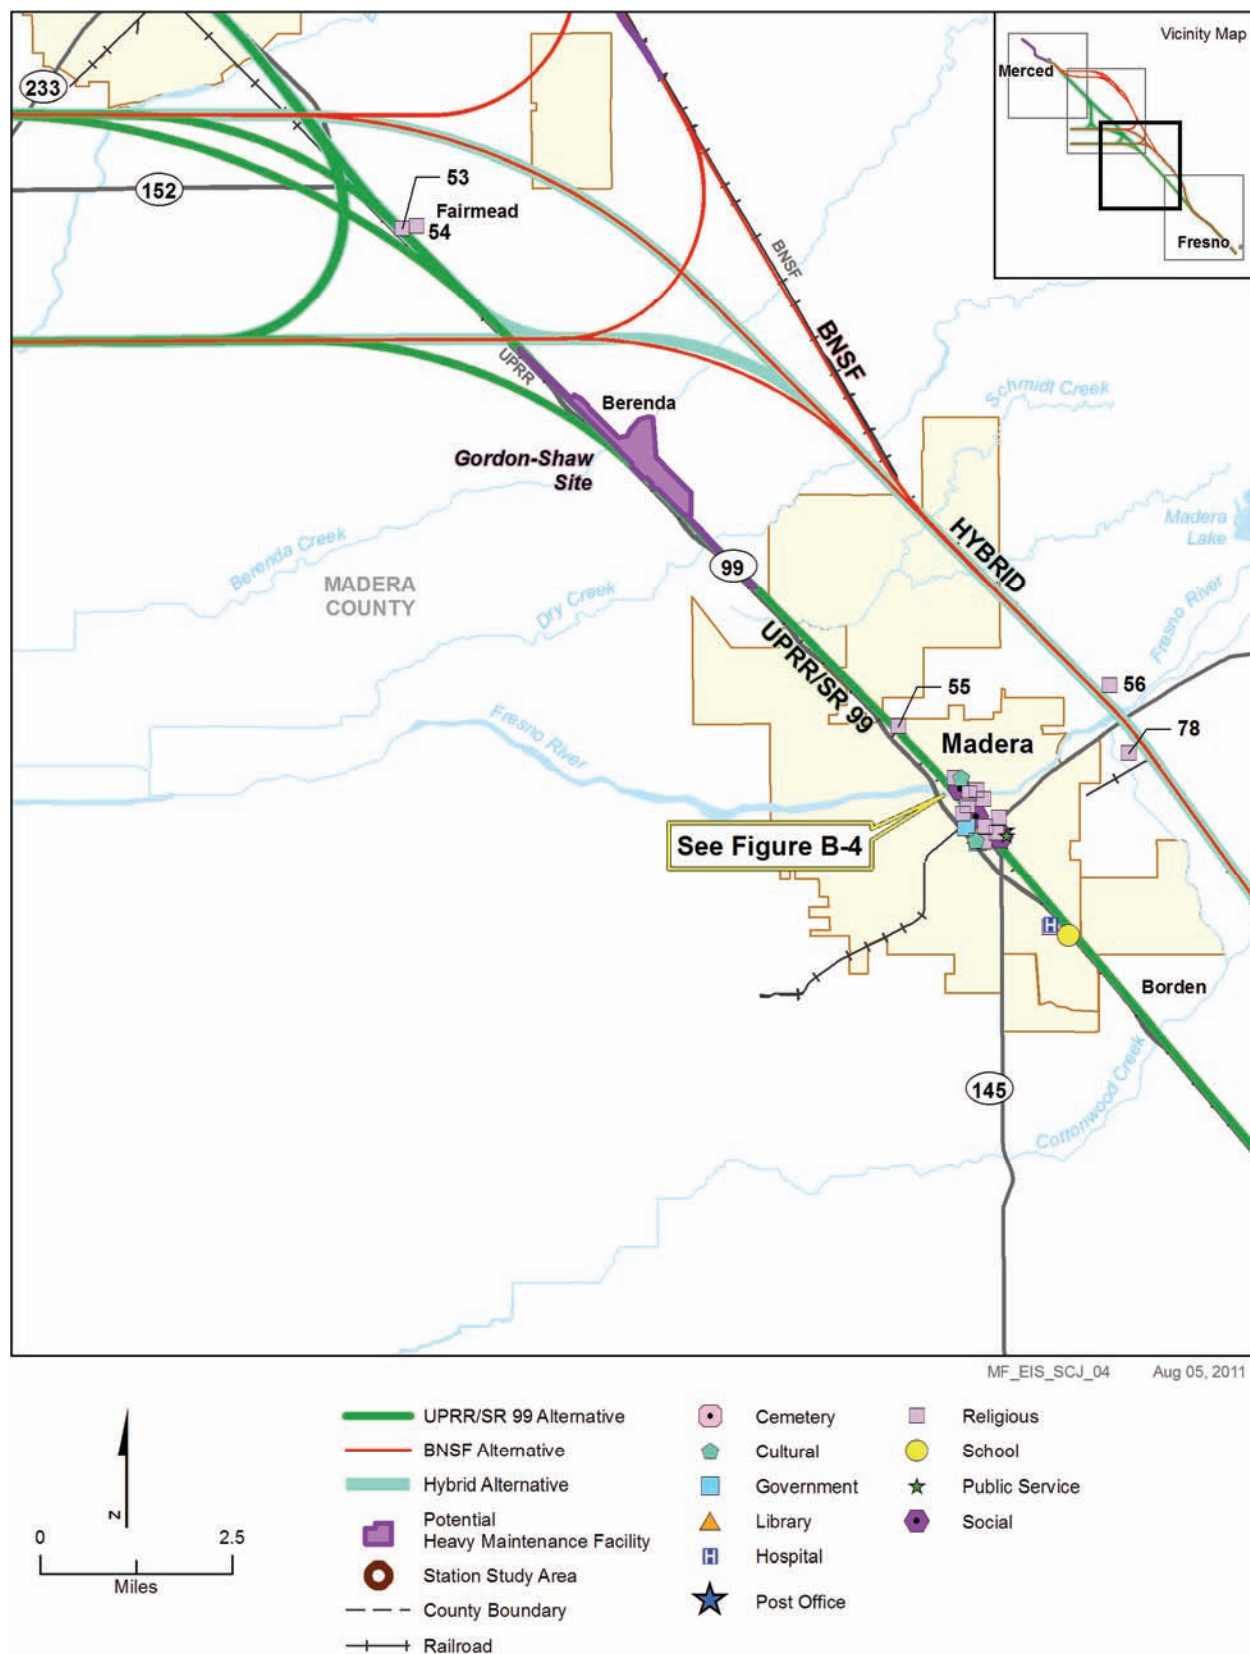 Vicinity Map
Merced
Fresno
233
152
53
Fairmead
54
BNSF
BNSF
UPRR
Berenda
Gordon-Shaw
Site
Schmidt Creek
Madera
Lake
HYBRID
Berenda Creek
99
MADERA
COUNTY
Dry Creek
Fresno River
UPRR/SR 99
55
56
Fresno River
Madera
78
See Figure B-4
H
Borden
145
Cottonwood Creek
MF_EIS_SCJ_04 Aug 05, 2011
N
0 2.5
Miles
UPRR/SR 99 Alternative
BNSF Alternative
Hybrid Alternative
Potential
Heavy Maintenance Facility
Station Study Area
County Boundary
Railroad
Cemetery
Cultural
Government
Library
H Hospital
Post Office
Religious
School
Public Service
Social